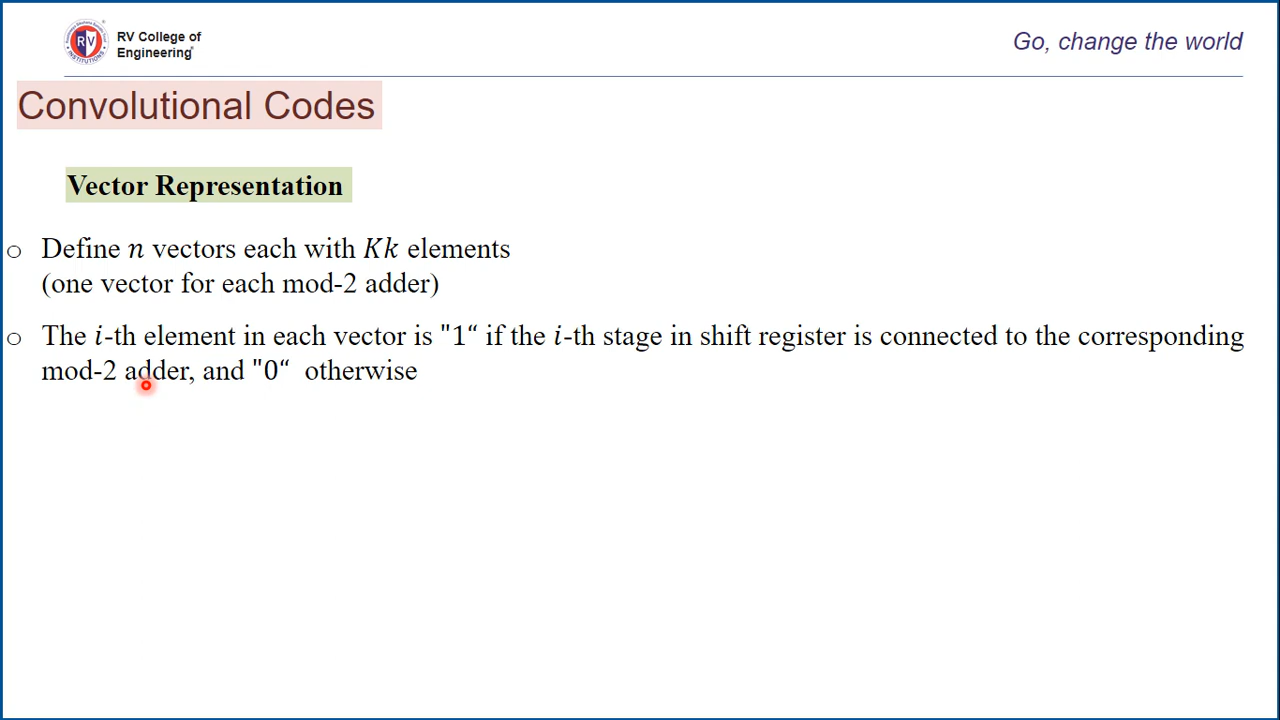 RV College of
Engineering
Go, change the world
Convolutional Codes
Vector Representation
Define n vectors each with Kk elements
(one vector for each mod-2 adder)
The i-th element in each vector is "1“ if the i-th stage in shift register is connected to the corresponding
mod-2 adder, and "0“ otherwise